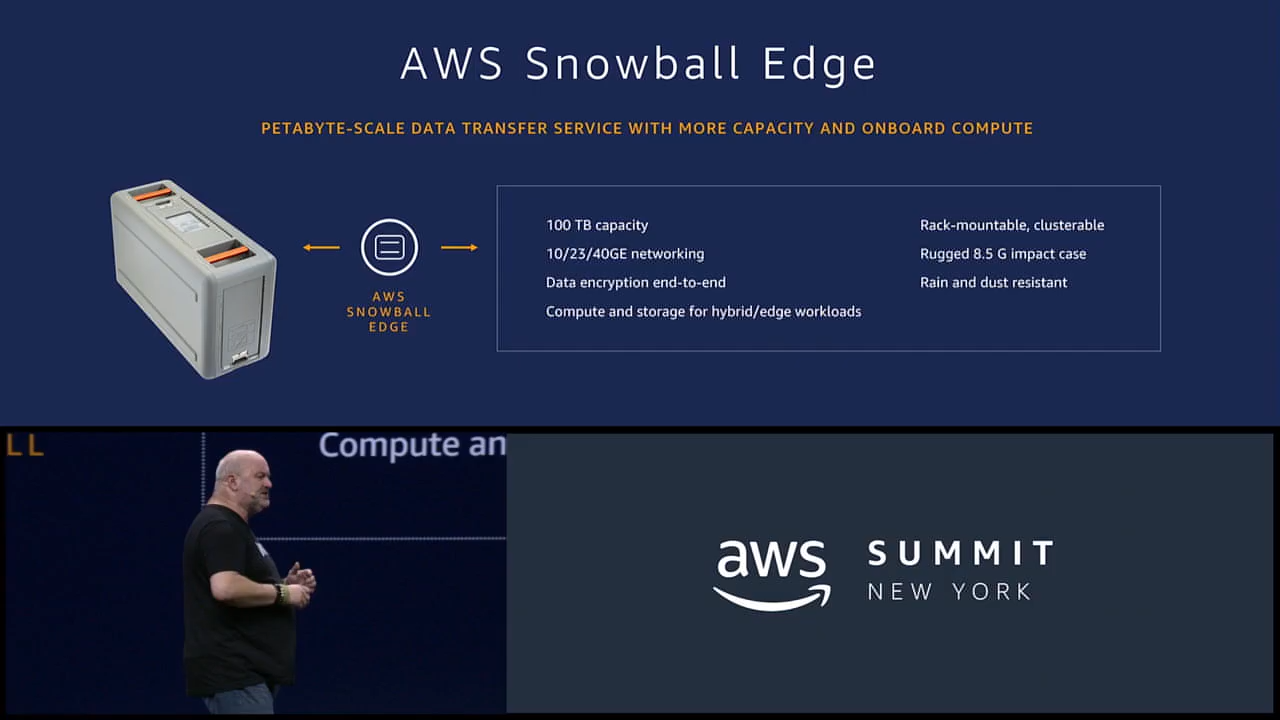 AWS Snowball Edge
PETABYTE-SCALE DATA TRANSFER SERVICE WITH MORE CAPACITY AND ONBOARD COMPUTE
AWS
SNOWBALL
EDGE
100 TB capacity
10/23/40GE networking
Data encryption end-to-end
Compute and storage for hybrid/edge workloads
Rack-mountable, clusterable
Rugged 8.5 G impact case
Rain and dust resistant
LL
Compute an
aws
SUMMIT
NEW YORK